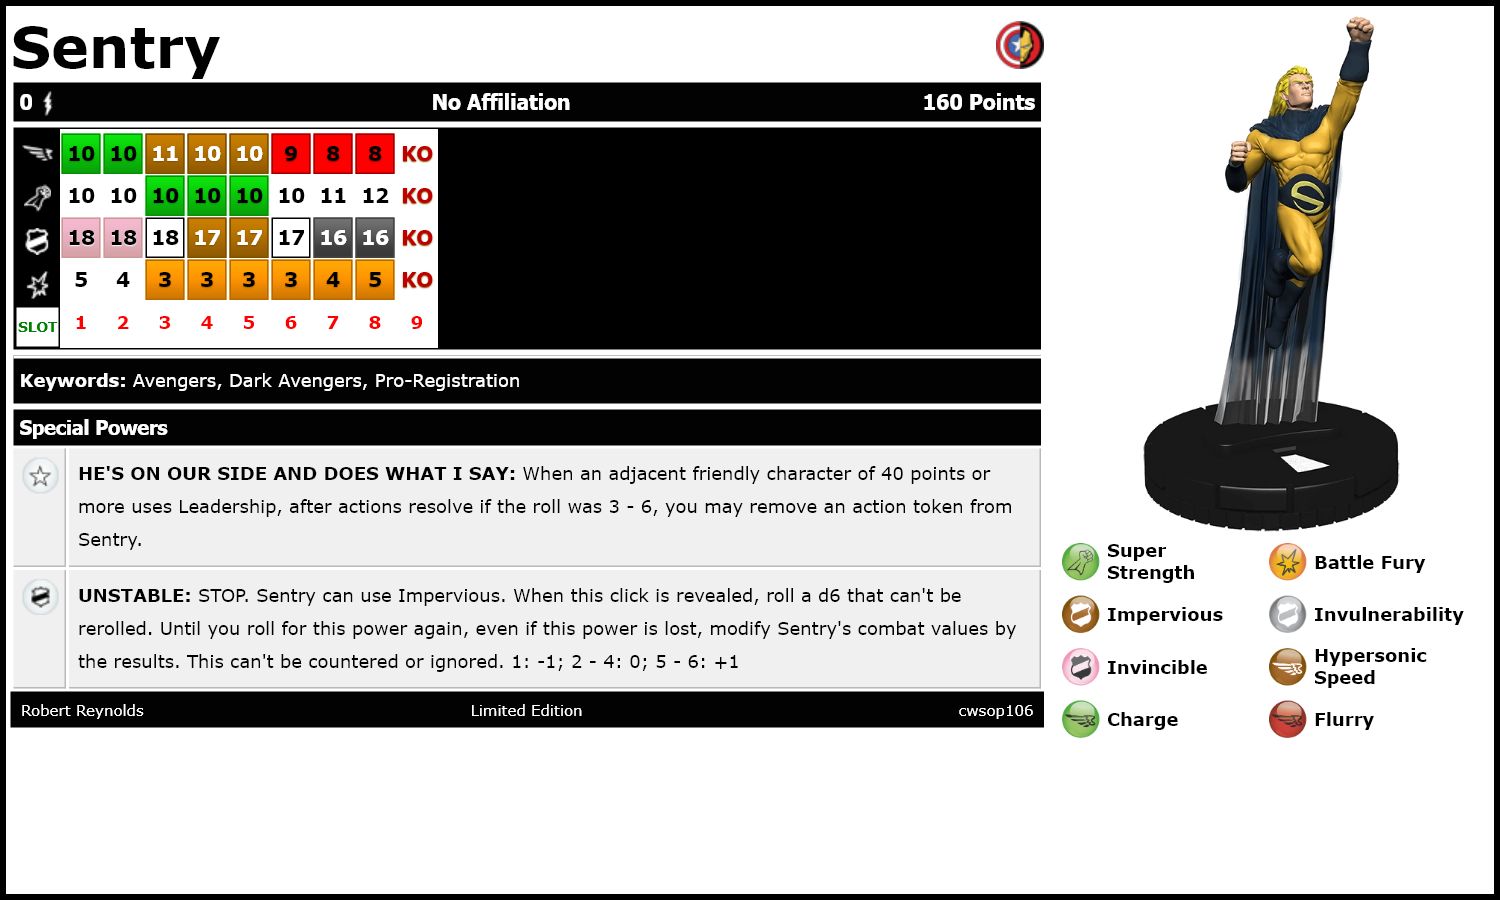 Sentry
0 No Affiliation 160 Points
10 10 11 10 10 9 8 8 KO
10 10 10 10 10 10 11 12 KO
18 18 18 17 17 17 16 16 KO
5 4 3 3 3 3 4 5 KO
SLOT 1 2 3 4 5 6 7 8 9
Keywords: Avengers, Dark Avengers, Pro-Registration
Special Powers
HE'S ON OUR SIDE AND DOES WHAT I SAY: When an adjacent friendly character of 40 points or
more uses Leadership, after actions resolve if the roll was 3 - 6, you may remove an action token from
Sentry.
UNSTABLE: STOP. Sentry can use Impervious. When this click is revealed, roll a d6 that can't be
rerolled. Until you roll for this power again, even if this power is lost, modify Sentry's combat values by
the results. This can't be countered or ignored. 1: -1; 2 - 4: 0; 5 - 6: +1
Robert Reynolds Limited Edition cwsop106
Super
Strength
Battle Fury
Impervious
Invulnerability
Invincible
Hypersonic
Speed
Charge
Flurry